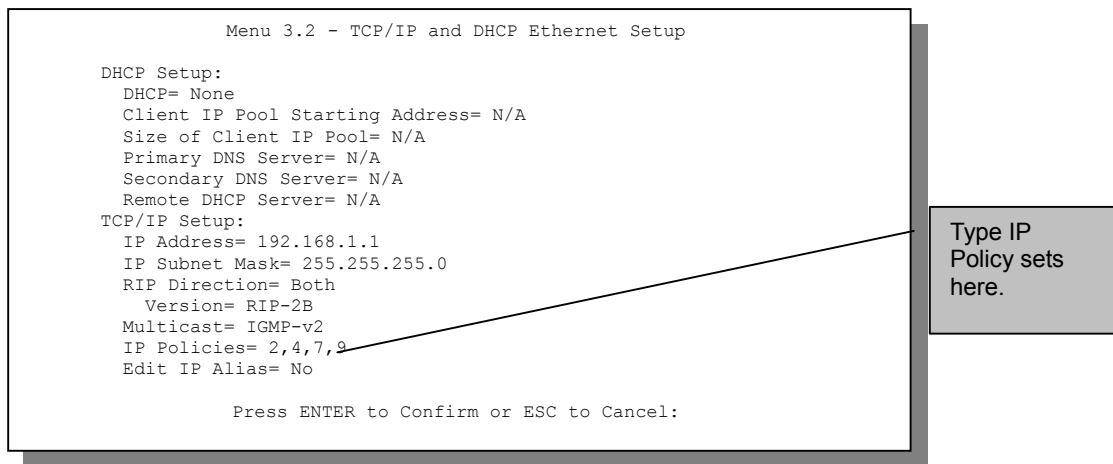 Menu 3.2 - TCP/IP and DHCP Ethernet Setup
DHCP Setup:
DHCP= None
Client IP Pool Starting Address= N/A
Size of Client IP Pool= N/A
Primary DNS Server= N/A
Secondary DNS Server= N/A
Remote DHCP Server= N/A
TCP/IP Setup:
IP Address= 192.168.1.1
IP Subnet Mask= 255.255.255.0
RIP Direction= Both
Version= RIP-2B
Multicast= IGMP-v2
IP Policies= 2,4,7,9
Edit IP Alias= No
Press ENTER to Confirm or ESC to Cancel:
Type IP
Policy sets
here.